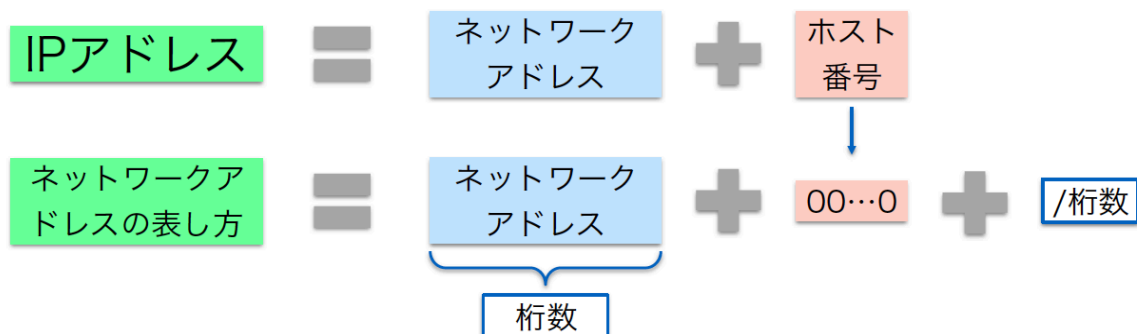 IPアドレス
ネットワーク
アドレス
ホスト
番号
ネットワークア
ドレスの表し方
ネットワーク
アドレス
00…0
/桁数
桁数